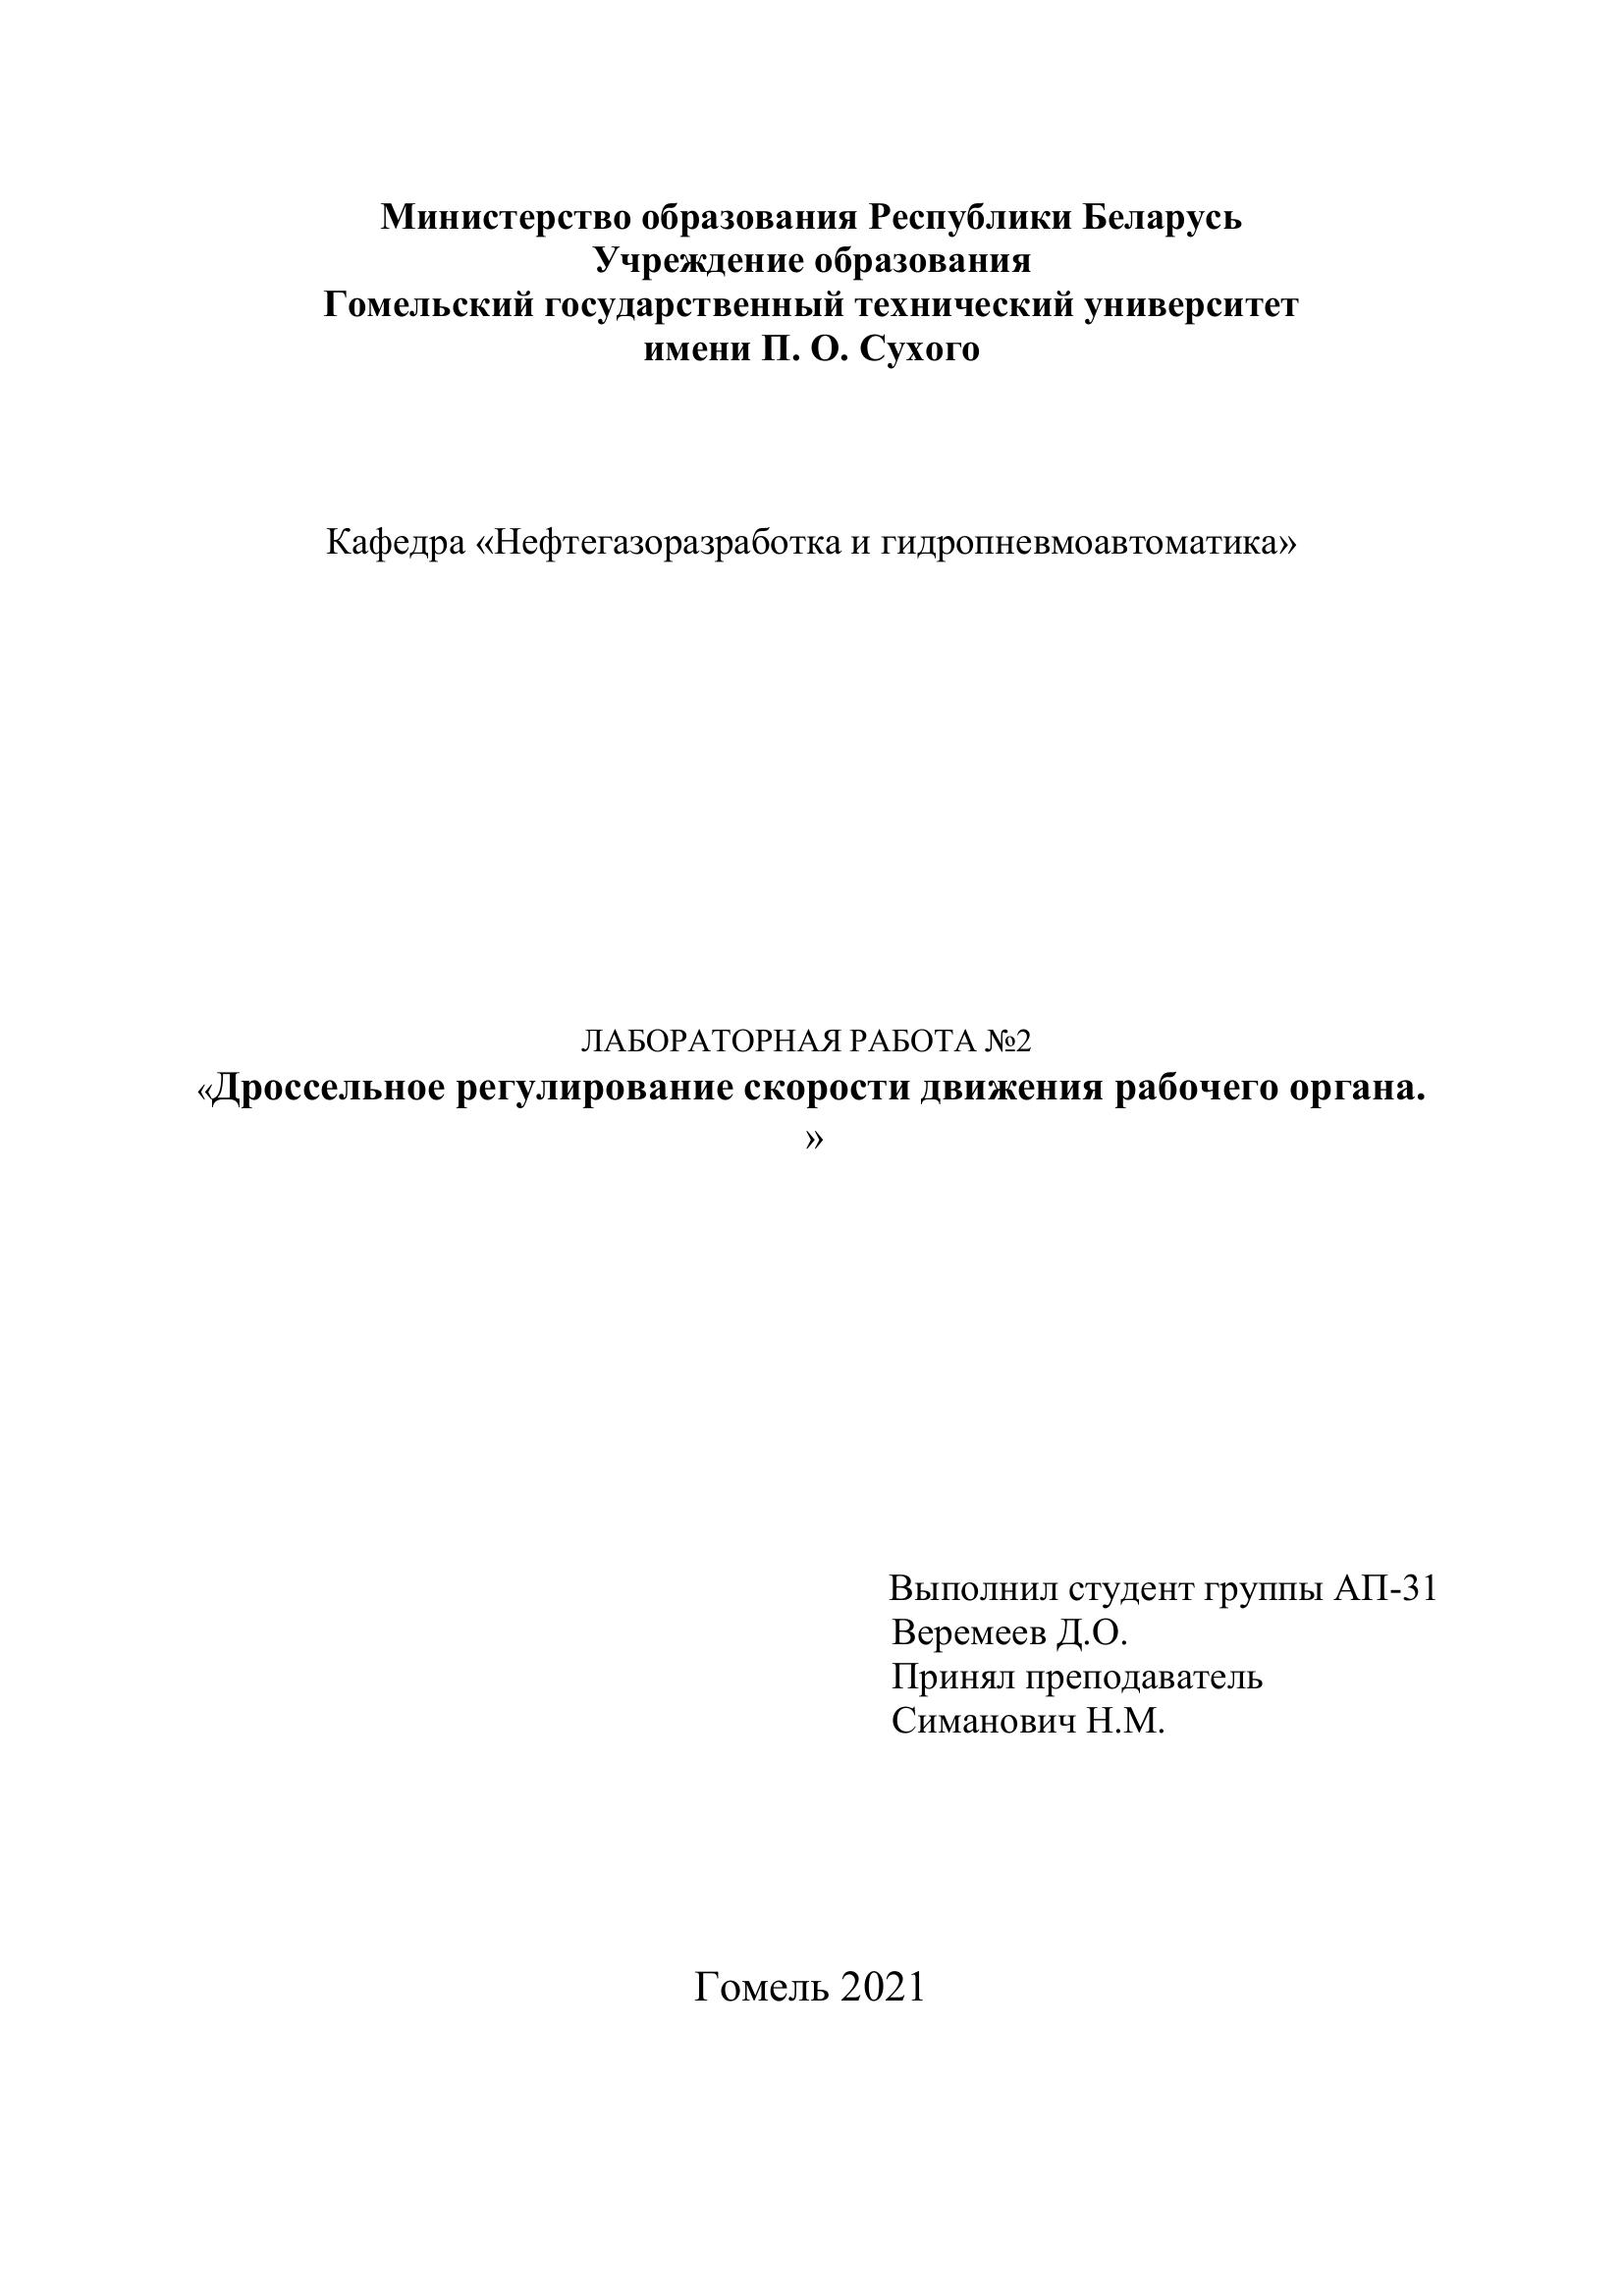 Министерство образования Республики Беларусь
Учреждение образования
Гомельский государственный технический университет
имени П. О. Сухого
Кафедра «Нефтегазоразработка и гидропневмоавтоматика»
ЛАБОРАТОРНАЯ РАБОТА №2
«Дроссельное регулирование скорости движения рабочего органа.
»
Выполнил студент группы АП-31
Веремеев Д.О.
Принял преподаватель
Симанович Н.М.
Гомель 2021